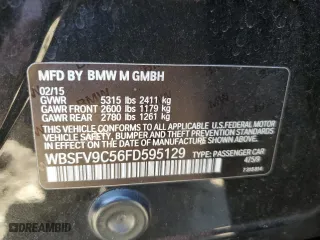 MFD BY BMW M GMBH
02/15
GVWR 5315 lbs 2411 kg
GAWR FRONT 2600 lbs 1179 kg
GAWR REAR 2780 lbs 1261 kg
THIS VEHICLE CONFORMS TO ALL APPLICABLE
U.S. FEDERAL MOTOR VEHICLE SAFETY, BUMPER,
AND THEFT PREVENTION STANDARDS IN EFFECT ON
THE DATE OF MANUFACTURE SHOWN ABOVE.
WBSFV9C56FD595129 TYPE: PASSENGER CAR
© autobidmaster.com